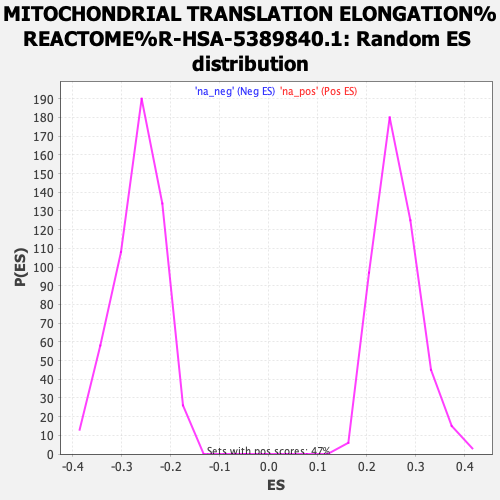 MITOCHONDRIAL TRANSLATION ELONGATION%
REACTOME%R-HSA-5389840.1: Random ES
distribution
'na_neg' (Neg ES) 'na_pos' (Pos ES)
190
180
170
160
150
140
130
120
110
100
90
80
70
60
50
40
30
20
10
0
P(ES)
Sets with pos scores: 47%
-0.4 -0.3 -0.2 -0.1 0.0 0.1 0.2 0.3 0.4
ES